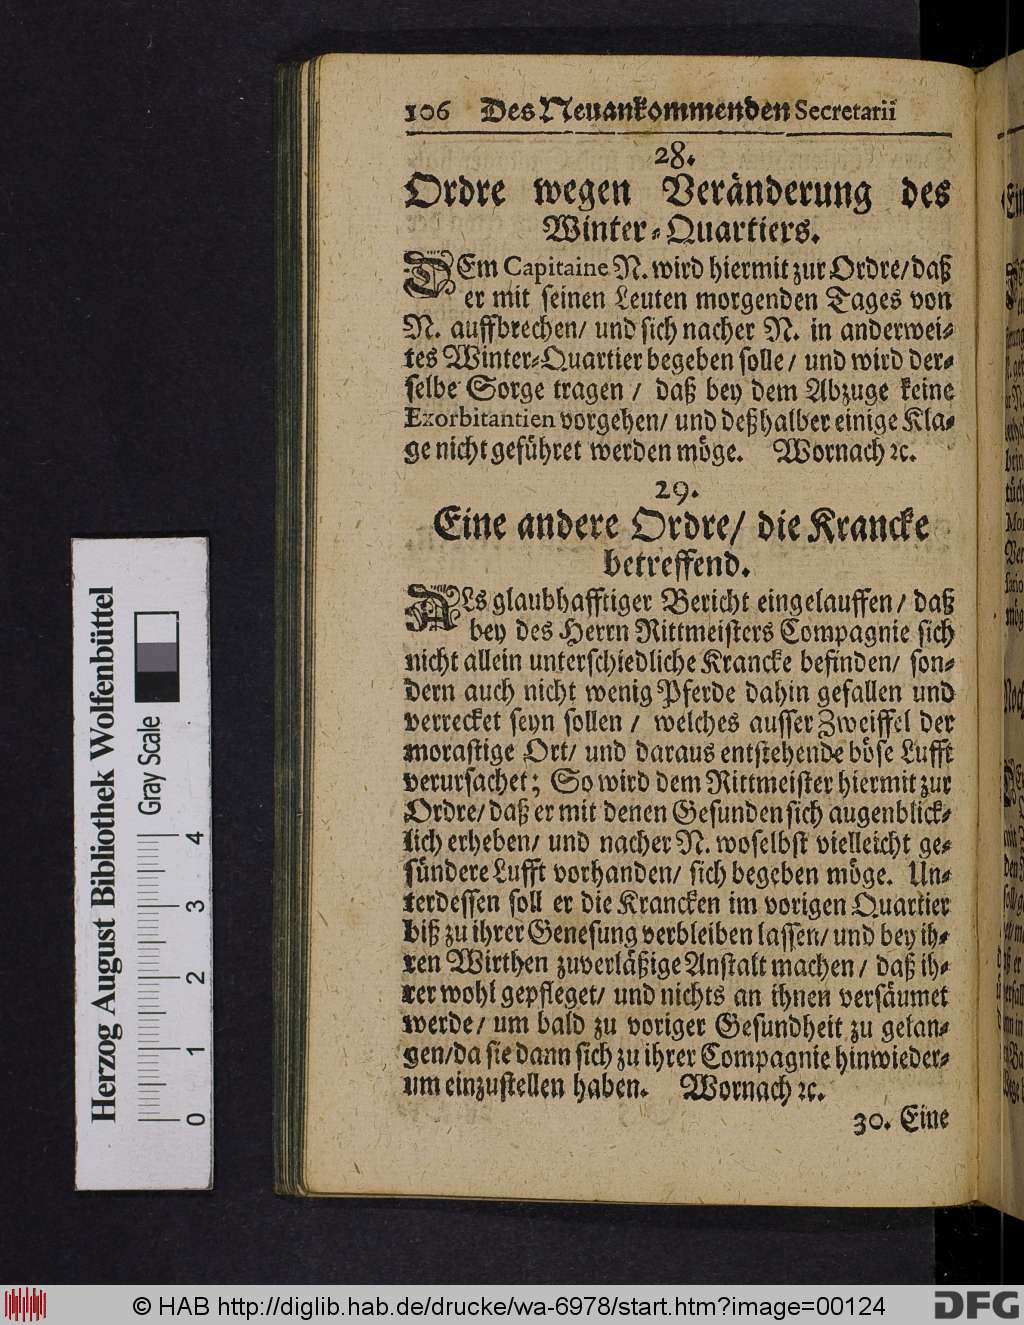 106 Des Neuankommenden Secretarii
28.
Ordre wegen Veränderung des
Winter-Quartiers.
DEm Capitaine N. wird hiermit zur Ordre/ daß
er mit seinen Leuten morgenden Tages von
N. auffbrechen/ und sich nacher N. in anderwei-
tes Winter-Quartier begeben solle/ und wird der-
selbe Sorge tragen/ daß bey dem Abzuge keine
Exorbitantien vorgehen/ und deßhalber einige Kla-
ge nicht geführet werden möge. Wornach ꝛc.
29.
Eine andere Ordre/ die Krancke
betreffend.
ALs glaubhafftiger Bericht eingelauffen/ daß
bey des Herrn Rittmeisters Compagnie sich
nicht allein unterschiedliche Krancke befinden/ son-
dern auch nicht wenig Pferde dahin gefallen und
verrecket seyn sollen/ welches ausser Zweiffel der
morastige Ort/ und daraus entstehende böse Lufft
verursachet; So wird dem Rittmeister hiermit zur
Ordre/ daß er mit denen Gesunden sich augenblick-
lich erheben/ und nacher N. woselbst vielleicht ge-
sündere Lufft vorhanden/ sich begeben möge. Un-
terdessen soll er die Krancken im vorigen Quartier
biß zu ihrer Genesung verbleiben lassen/ und bey ih-
ren Wirthen zuverläßige Anstalt machen/ daß ih-
rer wohl gepfleget/ und nichts an ihnen versäumet
werde/ um bald zu voriger Gesundheit zu gelan-
gen/ da sie dann sich zu ihrer Compagnie hinwieder-
um einzustellen haben. Wornach ꝛc.
30. Eine
Herzog August Bibliothek Wolfenbüttel
Gray Scale
0 1 2 3 4
© HAB http://diglib.hab.de/drucke/wa-6978/start.htm?image=00124
DFG